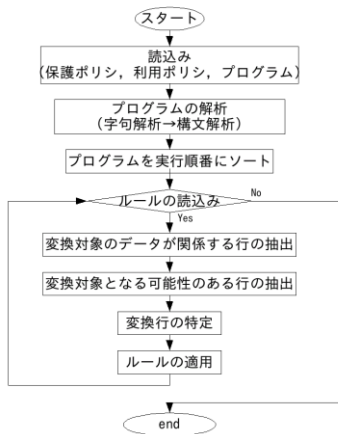 スタート
読込み
（保護ポリシ，利用ポリシ，プログラム）
プログラムの解析
（字句解析→構文解析）
プログラムを実行順番にソート
ルールの読込み
No
Yes
変換対象のデータが関係する行の抽出
変換対象となる可能性のある行の抽出
変換行の特定
ルールの適用
end